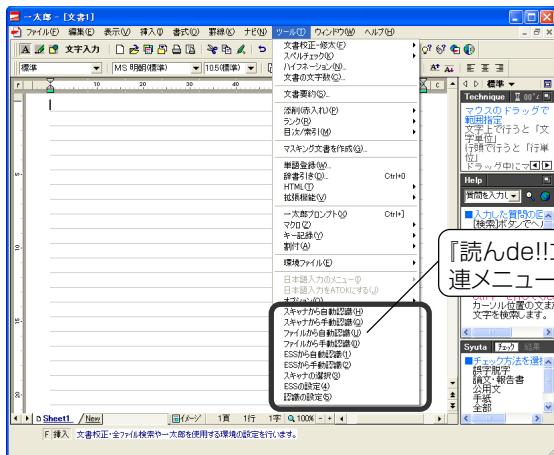 一太郎 - [文書1]
ファイル(F) 編集(E) 表示(V) 挿入(I) 書式(O) 罫線(K) ナビ(N) ツール(T) ウィンドウ(W) ヘルプ(H)
文字入力
標準 MS 明朝(標準) 10.5(標準)
文書校正-修太(F)
スペルチェック(K)
ハイフネーション(N)...
文書の文字数(C)...
文書要約(S)...
添削(赤入れ)(P)
ランク(R)
目次/索引(M)
マスキング文書を作成(G)...
単語登録(W)...
辞書引き(D)... Ctrl+0
HTML(T)
拡張機能(V)
一太郎プロンプト(X) Ctrl+]
マクロ(Z)
キー記録(Y)
割付(A)
環境ファイル(E)
日本語入力のメニュー
日本語入力をATOKにする(J)
オプション(O)
スキャナから自動認識(H)
スキャナから手動認識(Q)
ファイルから自動認識(L)
ファイルから手動認識(U)
ESSから自動認識(1)
ESSから手動認識(2)
スキャナの選択(3)
ESSの設定(4)
認識の設定(5)
標準
Technique
マウスのドラッグで
範囲指定
文字上で行うと「文
字単位」
行頭で行うと「行単
位」
ドラッグ中にマ
Help
質問を入力し
■入力した質問の
[検索]ボタンでヘ
『読んde!!
連メニュー
カーソル位置の文
文字を検索します。
Syuta チェック 結果
■チェック方法を選
誤字脱字
論文・報告書
公用文
手紙
全部
Sheet1 New イメージ 1頁 1行 1字 100%
挿入 文書校正・全ファイル検索や一太郎を使用する環境の設定を行います。